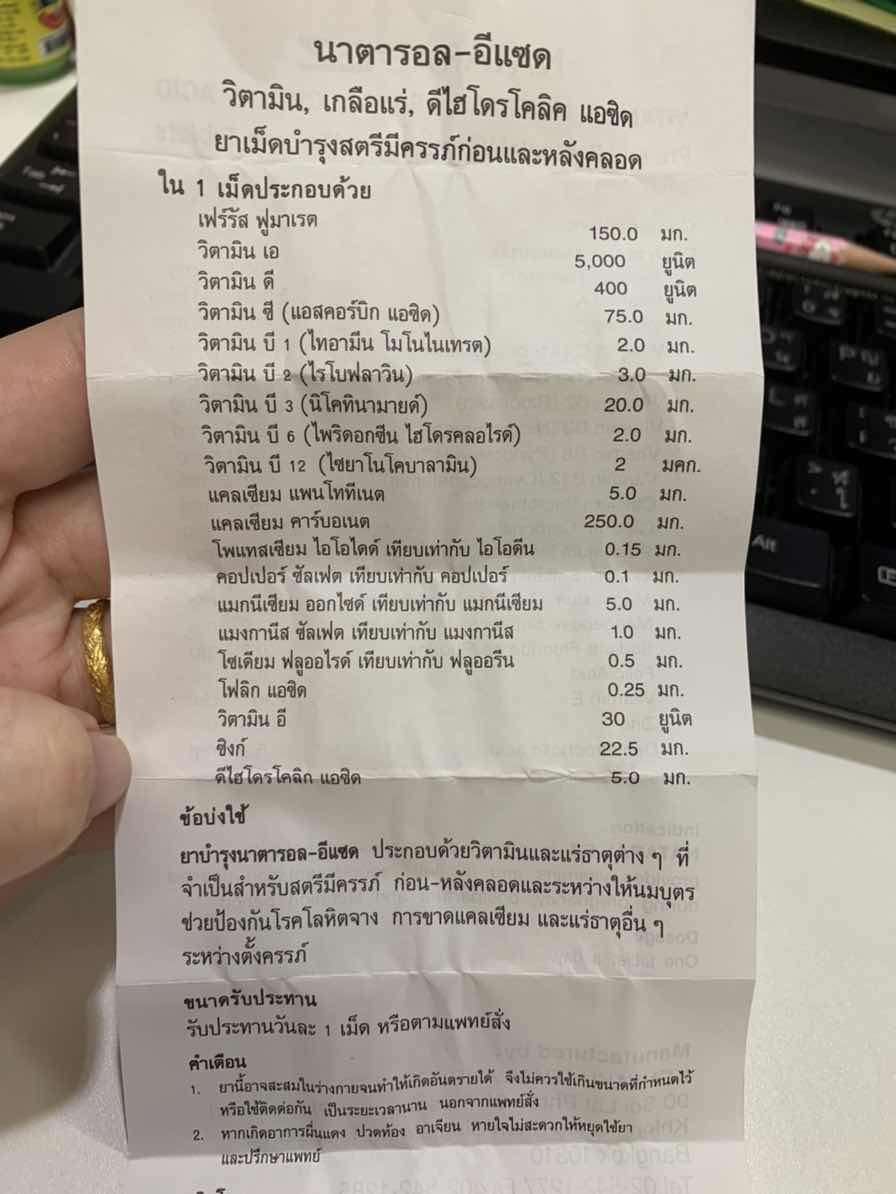 นาตารอล-อีแซด
วิตามิน, เกลือแร่, ดีไฮโดรโคลิค แอซิด
ยาเม็ดบำรุงสตรีมีครรภ์ก่อนและหลังคลอด
ใน 1 เม็ดประกอบด้วย
เฟร์รัส ฟูมาเรต 150.0 มก.
วิตามิน เอ 5,000 ยูนิต
วิตามิน ดี 400 ยูนิต
วิตามิน ซี (แอสคอร์บิก แอซิด) 75.0 มก.
วิตามิน บี 1 (ไทอามีน โมโนไนเทรต) 2.0 มก.
วิตามิน บี 2 (ไรโบฟลาวิน) 3.0 มก.
วิตามิน บี 3 (นิโคทินามายด์) 20.0 มก.
วิตามิน บี 6 (ไพริดอกซีน ไฮโดรคลอไรด์) 2.0 มก.
วิตามิน บี 12 (ไซยาโนโคบาลามิน) 2 มคก.
แคลเซียม แพนโททีเนต 5.0 มก.
แคลเซียม คาร์บอเนต 250.0 มก.
โพแทสเซียม ไอโอไดด์ เทียบเท่ากับ ไอโอดีน 0.15 มก.
คอปเปอร์ ซัลเฟต เทียบเท่ากับ คอปเปอร์ 0.1 มก.
แมกนีเซียม ออกไซด์ เทียบเท่ากับ แมกนีเซียม 5.0 มก.
แมงกานีส ซัลเฟต เทียบเท่ากับ แมงกานีส 1.0 มก.
โซเดียม ฟลูออไรด์ เทียบเท่ากับ ฟลูออรีน 0.5 มก.
โฟลิก แอซิด 0.25 มก.
วิตามิน อี 30 ยูนิต
ซิงก์ 22.5 มก.
ดีไฮโดรโคลิก แอซิด 5.0 มก.
ข้อบ่งใช้
ยาบำรุงนาตารอล-อีแซด ประกอบด้วยวิตามินและแร่ธาตุต่าง ๆ ที่
จำเป็นสำหรับสตรีมีครรภ์ ก่อน-หลังคลอดและระหว่างให้นมบุตร
ช่วยป้องกันโรคโลหิตจาง การขาดแคลเซียม และแร่ธาตุอื่น ๆ
ระหว่างตั้งครรภ์
ขนาดรับประทาน
รับประทานวันละ 1 เม็ด หรือตามแพทย์สั่ง
คำเตือน
1. ยานี้อาจสะสมในร่างกายจนทำให้เกิดอันตรายได้ จึงไม่ควรใช้เกินขนาดที่กำหนดไว้
หรือใช้ติดต่อกัน เป็นระยะเวลานาน นอกจากแพทย์สั่ง
2. หากเกิดอาการผื่นแดง ปวดท้อง อาเจียน หายใจไม่สะดวกให้หยุดใช้ยา
และปรึกษาแพทย์
Alt